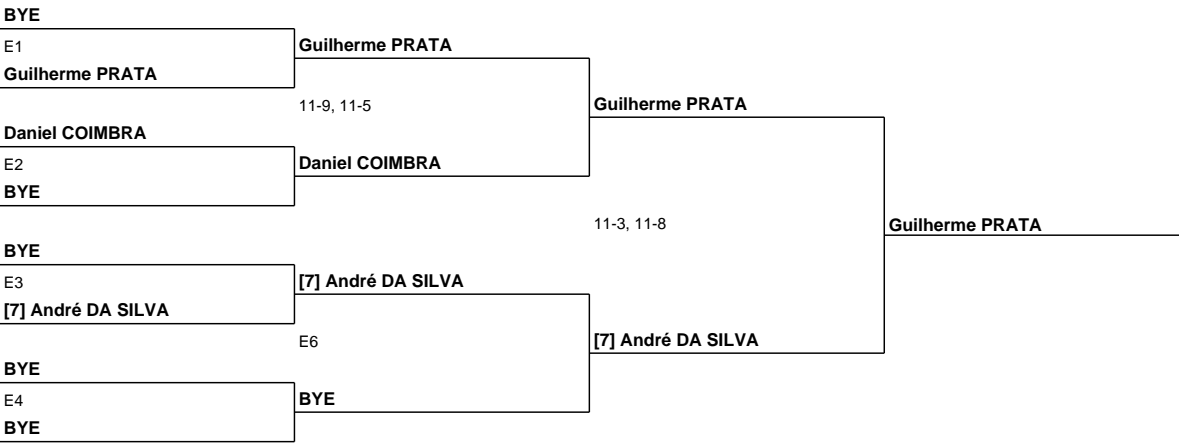 BYE
E1
Guilherme PRATA
Guilherme PRATA
11-9, 11-5
Guilherme PRATA
Daniel COIMBRA
E2
Daniel COIMBRA
BYE
11-3, 11-8
Guilherme PRATA
BYE
E3
[7] André DA SILVA
[7] André DA SILVA
E6
[7] André DA SILVA
BYE
E4
BYE
BYE